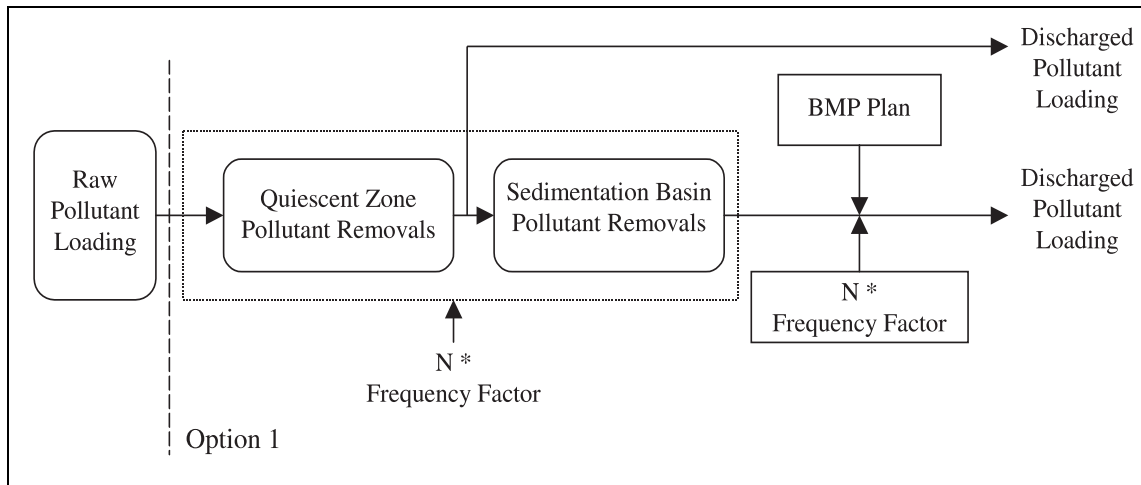 Discharged
Pollutant
Loading
BMP Plan
Raw
Pollutant
Loading
Quiescent Zone
Pollutant Removals
Sedimentation Basin
Pollutant Removals
Discharged
Pollutant
Loading
N *
Frequency Factor
N *
Frequency Factor
Option 1